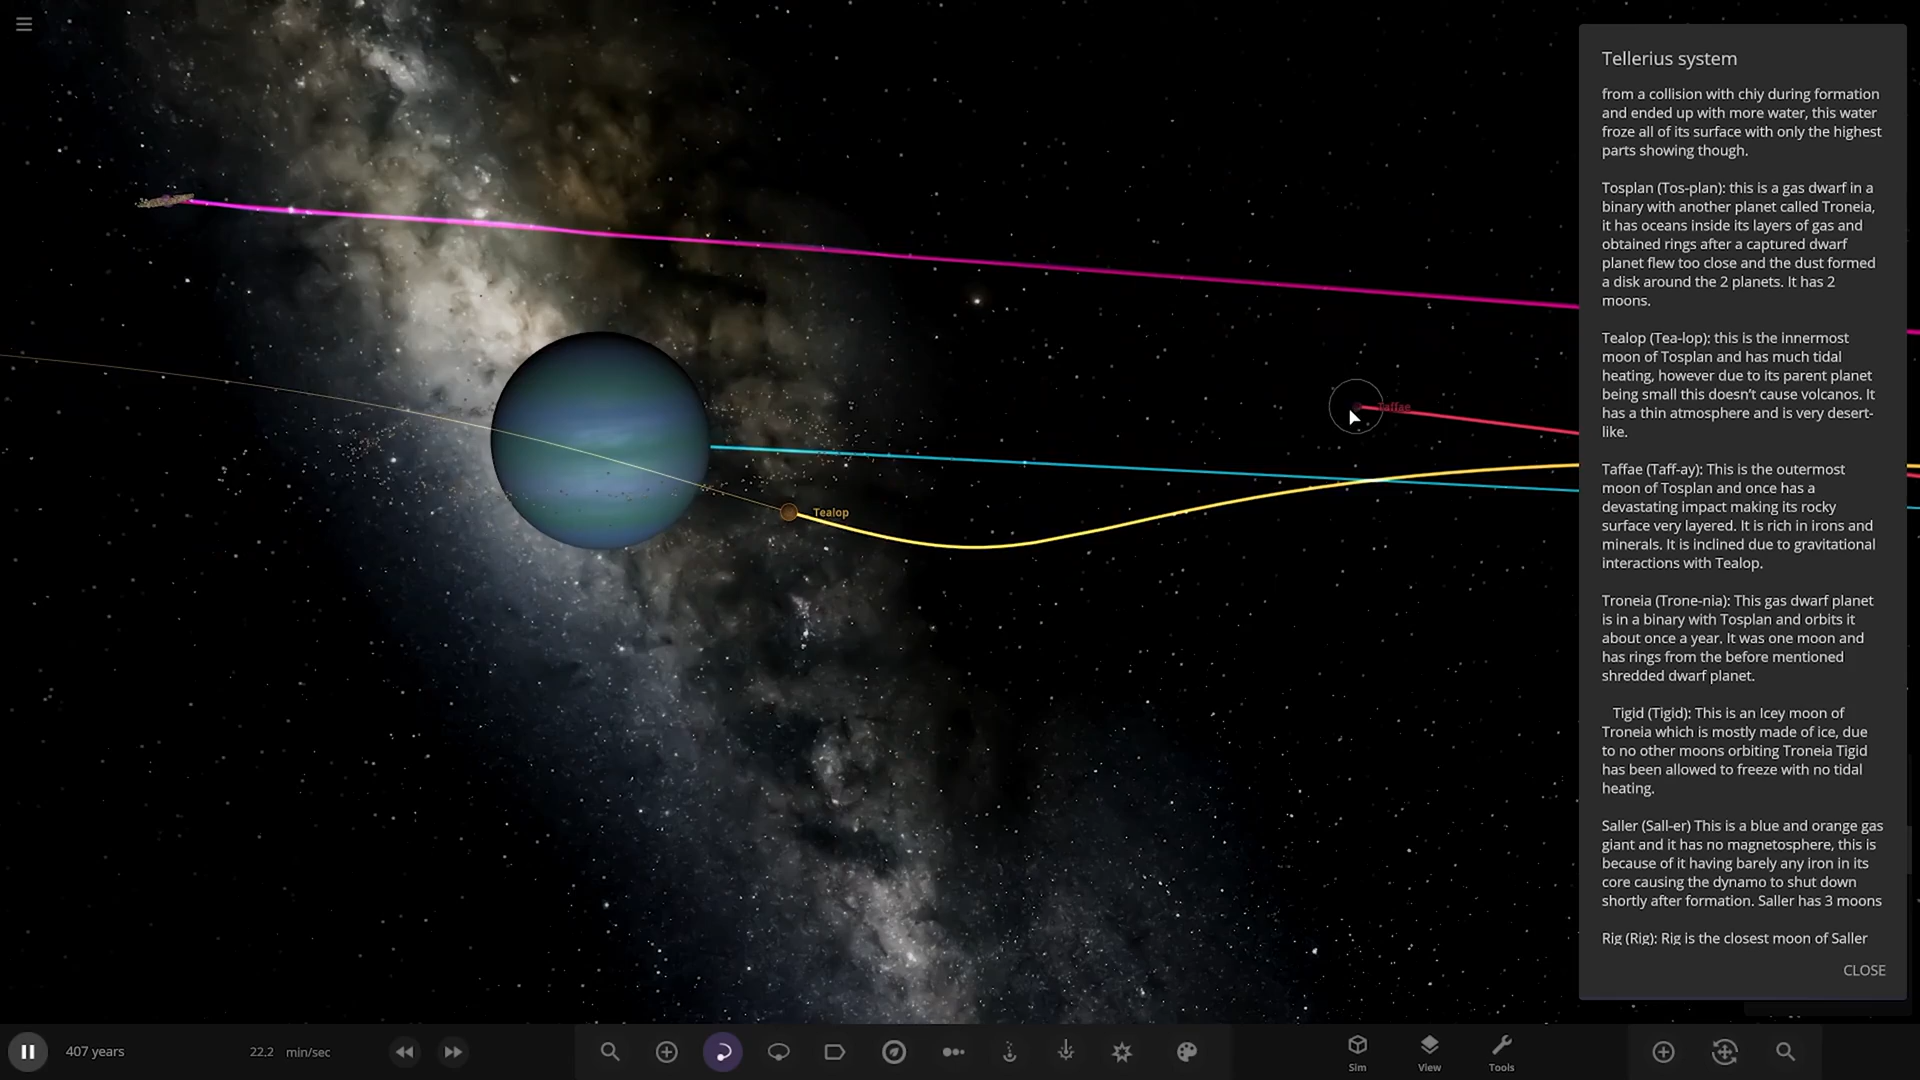 Tellerius system
from a collision with chiy during formation
and ended up with more water, this water
froze all of its surface with only the highest
parts showing though.
Tosplan (Tos-plan): this is a gas dwarf in a
binary with another planet called Troneia,
it has oceans inside its layers of gas and
obtained rings after a captured dwarf
planet flew too close and the dust formed
a disk around the 2 planets. It has 2
moons.
Tealop (Tea-lop): this is the innermost
moon of Tosplan and has much tidal
heating, however due to its parent planet
being small this doesn't cause volcanos. It
has a thin atmosphere and is very desert-
like.
Taffae (Taff-ay): This is the outermost
moon of Tosplan and once has a
devastating impact making its rocky
surface very layered. It is rich in irons and
minerals. It is inclined due to gravitational
interactions with Tealop.
Troneia (Trone-nia): This gas dwarf planet
is in a binary with Tosplan and orbits it
about once a year. It was one moon and
has rings from the before mentioned
shredded dwarf planet.
Tigid (Tigid): This is an Icey moon of
Troneia which is mostly made of ice, due
to no other moons orbiting Troneia Tigid
has been allowed to freeze with no tidal
heating.
Saller (Sall-er) This is a blue and orange gas
giant and it has no magnetosphere, this is
because of it having barely any iron in its
core causing the dynamo to shut down
shortly after formation. Saller has 3 moons
Rig (Rig): Rig is the closest moon of Saller
CLOSE
Taffae
Tealop
407 years
22.2 min/sec
Sim
View
Tools